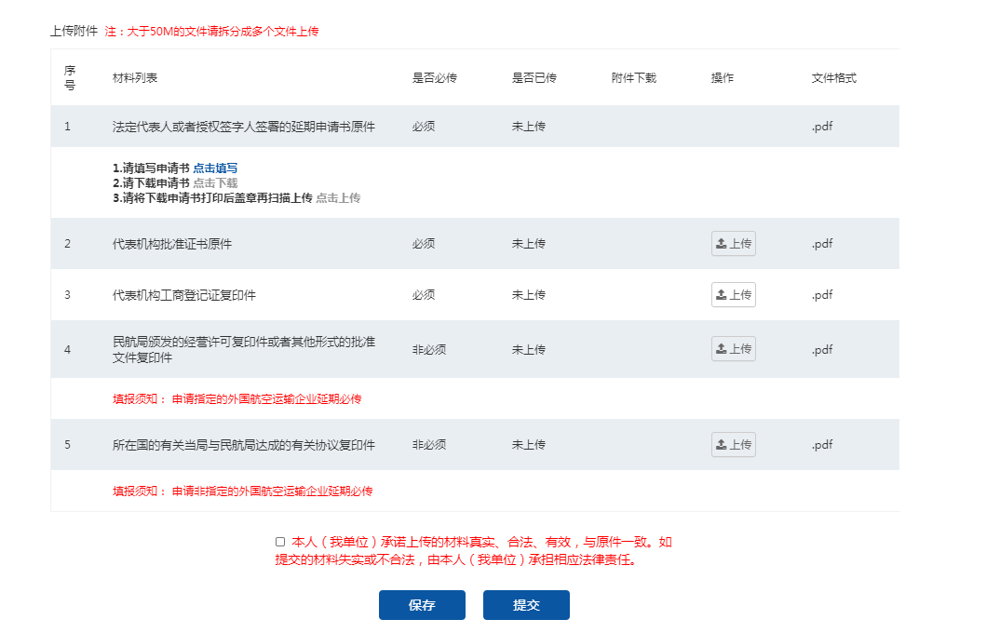 上传附件 注：大于50M的文件请拆分成多个文件上传
序号 材料列表 是否必传 是否已传 附件下载 操作 文件格式
1 法定代表人或者授权签字人签署的延期申请书原件 必须 未上传 .pdf
1.请填写申请书 点击填写
2.请下载申请书 点击下载
3.请将下载申请书打印后盖章再扫描上传 点击上传
2 代表机构批准证书原件 必须 未上传 上传 .pdf
3 代表机构工商登记证复印件 必须 未上传 上传 .pdf
4 民航局颁发的经营许可复印件或者其他形式的批准 非必须 未上传 上传 .pdf
文件复印件
填报须知： 申请指定的外国航空运输企业延期必传
5 所在国的有关当局与民航局达成的有关协议复印件 非必须 未上传 上传 .pdf
填报须知： 申请非指定的外国航空运输企业延期必传
本人（我单位）承诺上传的材料真实、合法、有效，与原件一致。如
提交的材料失实或不合法，由本人（我单位）承担相应法律责任。
保存 提交